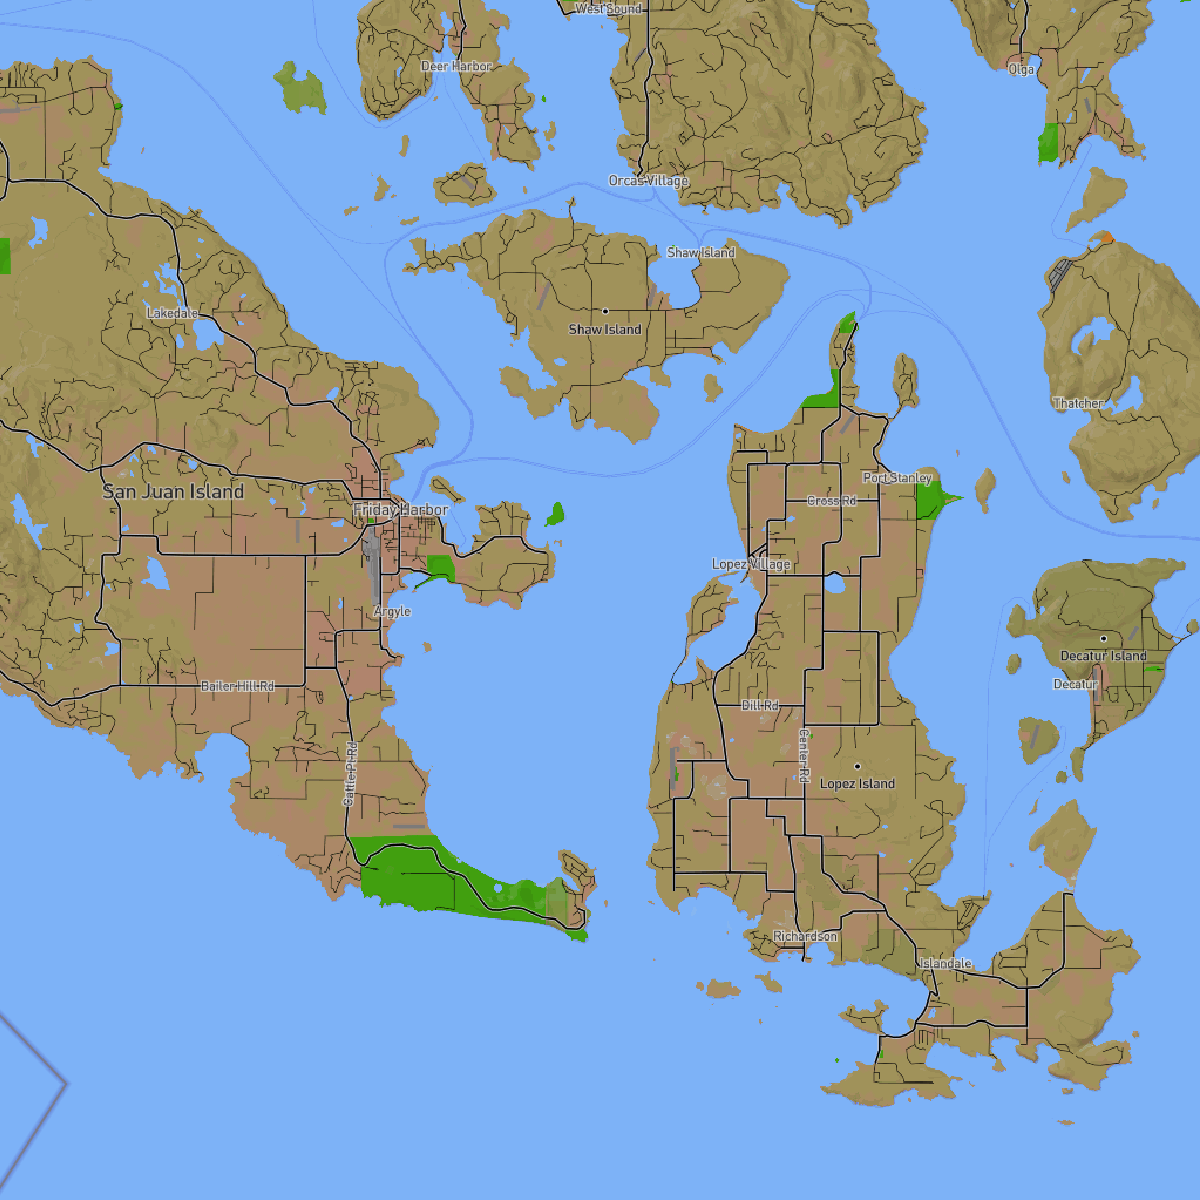 West Sound
Deer Harbor
Olga
Orcas Village
Shaw Island
Lakedale
Shaw Island
Thatcher
Port Stanley
San Juan Island
Cross Rd
Friday Harbor
Lopez Village
Argyle
Decatur Island
Decatur
Bailer Hill Rd
Dill Rd
Center Rd
Cattle Pt Rd
Lopez Island
Richardson
Islandale